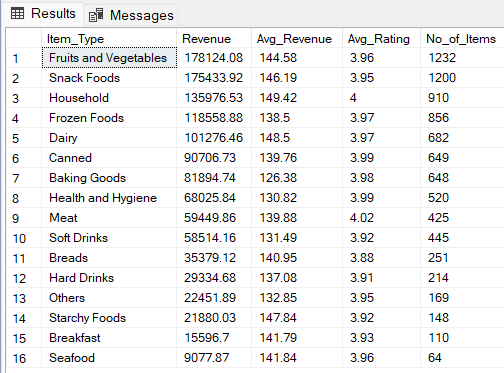 Results Messages
Item_Type Revenue Avg_Revenue Avg_Rating No_of_Items
1 Fruits and Vegetables 178124.08 144.58 3.96 1232
2 Snack Foods 175433.92 146.19 3.95 1200
3 Household 135976.53 149.42 4 910
4 Frozen Foods 118558.88 138.5 3.97 856
5 Dairy 101276.46 148.5 3.97 682
6 Canned 90706.73 139.76 3.99 649
7 Baking Goods 81894.74 126.38 3.98 648
8 Health and Hygiene 68025.84 130.82 3.99 520
9 Meat 59449.86 139.88 4.02 425
10 Soft Drinks 58514.16 131.49 3.92 445
11 Breads 35379.12 140.95 3.88 251
12 Hard Drinks 29334.68 137.08 3.91 214
13 Others 22451.89 132.85 3.95 169
14 Starchy Foods 21880.03 147.84 3.92 148
15 Breakfast 15596.7 141.79 3.93 110
16 Seafood 9077.87 141.84 3.96 64